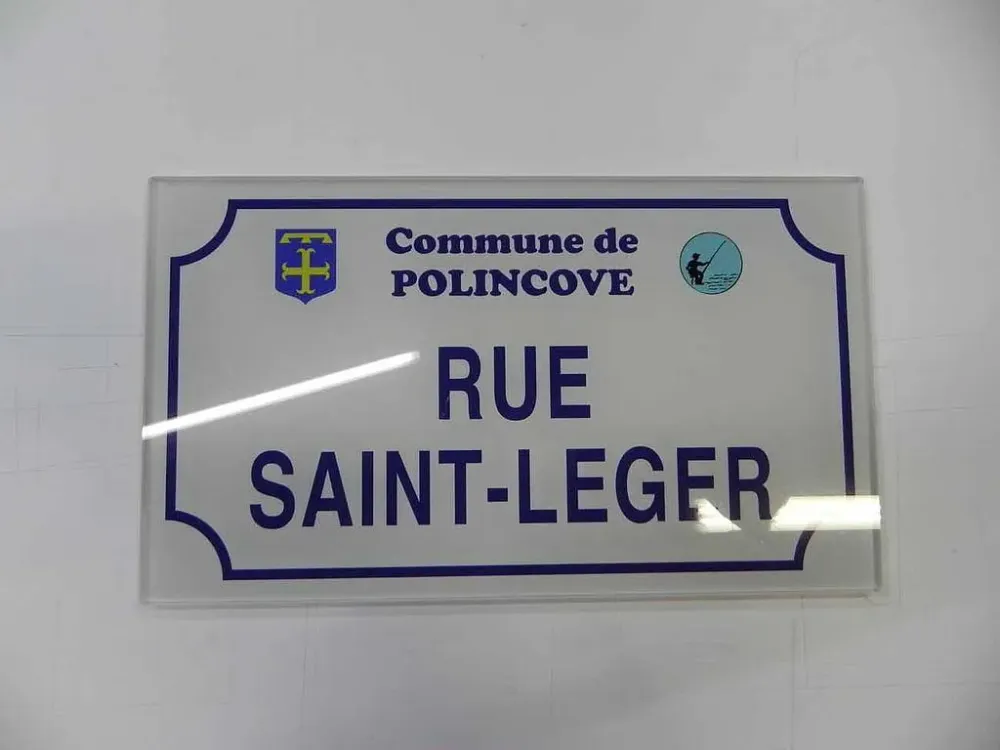 Commune de
POLINCOVE
RUE
SAINT-LEGER